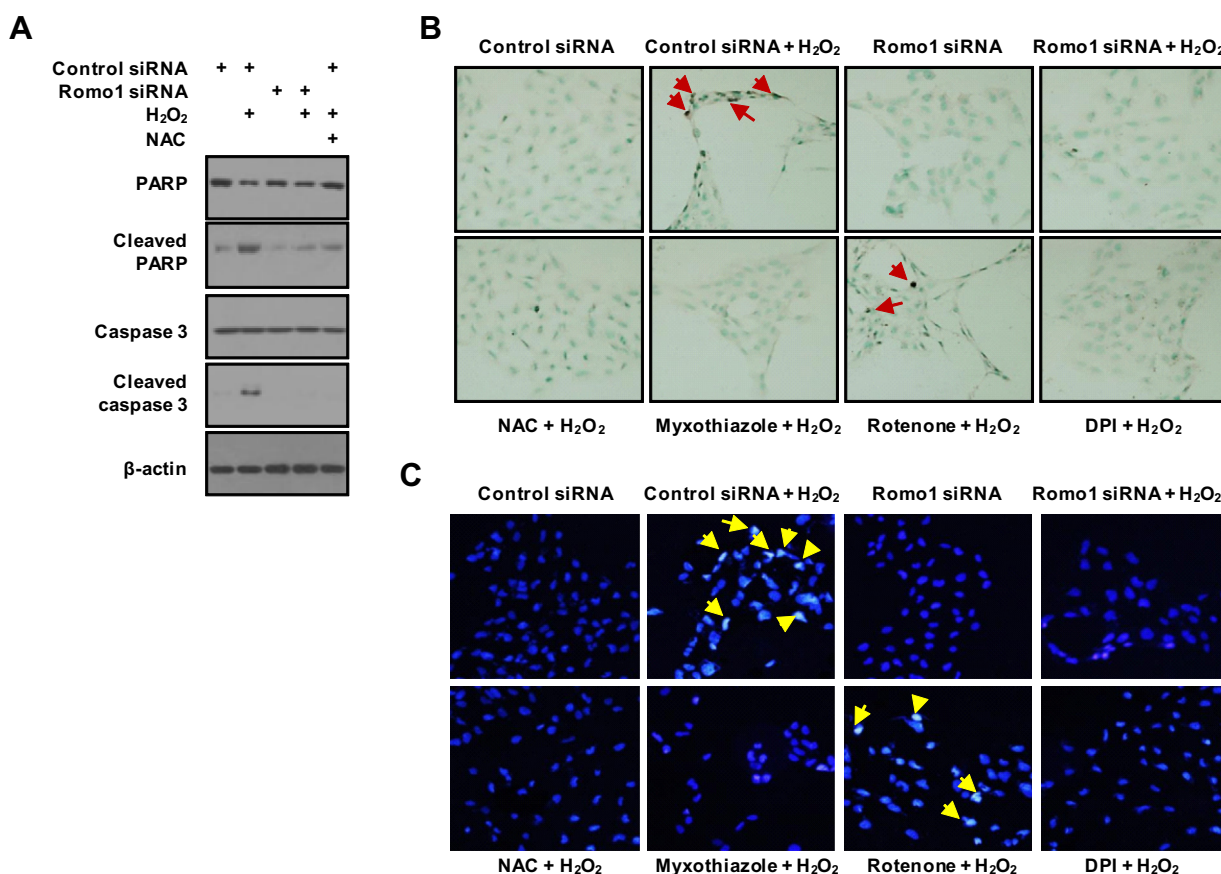 A
Control siRNA + + +
Romo1 siRNA + +
H₂O₂ + + +
NAC +
PARP
Cleaved
PARP
Caspase 3
Cleaved
caspase 3
β-actin
B
Control siRNA Control siRNA + H₂O₂ Romo1 siRNA Romo1 siRNA + H₂O₂
NAC + H₂O₂ Myxothiazole + H₂O₂ Rotenone + H₂O₂ DPI + H₂O₂
C
Control siRNA Control siRNA + H₂O₂ Romo1 siRNA Romo1 siRNA + H₂O₂
NAC + H₂O₂ Myxothiazole + H₂O₂ Rotenone + H₂O₂ DPI + H₂O₂